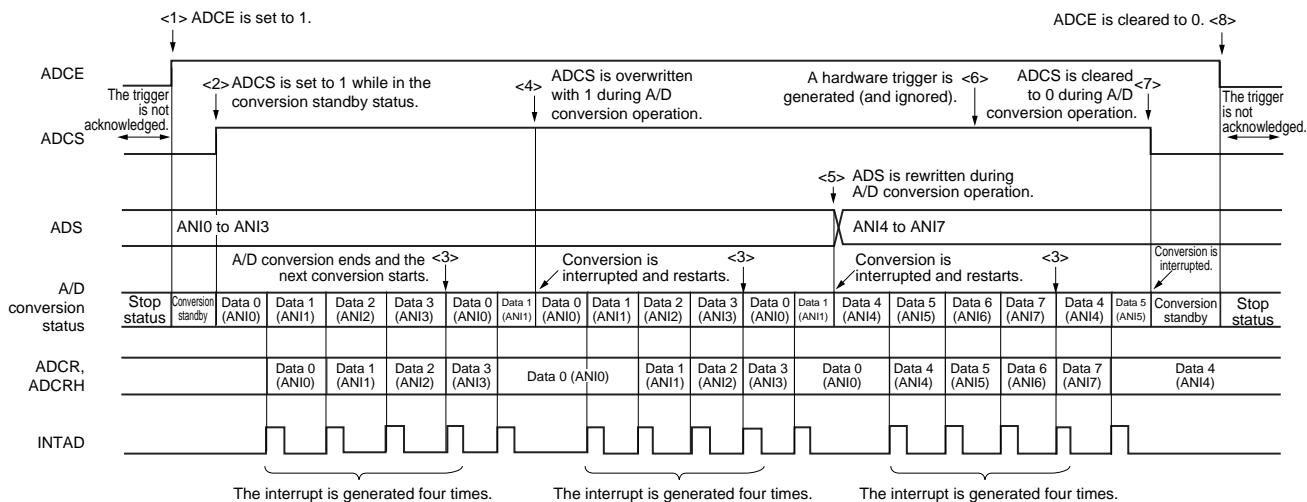 <1> ADCE is set to 1.
ADCE is cleared to 0. <8>
ADCE
The trigger
is not
acknowledged.
<2> ADCS is set to 1 while in the
conversion standby status.
<4> ADCS is overwritten
with 1 during A/D
conversion operation.
A hardware trigger is <6>
generated (and ignored).
ADCS is cleared <7>
to 0 during A/D
conversion operation.
The trigger
is not
acknowledged.
ADCS
<5> ADS is rewritten during
A/D conversion operation.
ADS
ANI0 to ANI3
ANI4 to ANI7
A/D conversion ends and the <3>
next conversion starts.
Conversion is
interrupted and restarts.
<3>
Conversion is
interrupted and restarts.
<3>
Conversion is
interrupted.
A/D
conversion
status
Stop
status
Conversion
standby
Data 0
(ANI0)
Data 1
(ANI1)
Data 2
(ANI2)
Data 3
(ANI3)
Data 0
(ANI0)
Data 1
(ANI1)
Data 0
(ANI0)
Data 1
(ANI1)
Data 2
(ANI2)
Data 3
(ANI3)
Data 0
(ANI0)
Data 1
(ANI1)
Data 4
(ANI4)
Data 5
(ANI5)
Data 6
(ANI6)
Data 7
(ANI7)
Data 4
(ANI4)
Data 5
(ANI5)
Conversion
standby
Stop
status
ADCR,
ADCRH
Data 0
(ANI0)
Data 1
(ANI1)
Data 2
(ANI2)
Data 3
(ANI3)
Data 0 (ANI0)
Data 1
(ANI1)
Data 2
(ANI2)
Data 3
(ANI3)
Data 0
(ANI0)
Data 4
(ANI4)
Data 5
(ANI5)
Data 6
(ANI6)
Data 7
(ANI7)
Data 4
(ANI4)
INTAD
The interrupt is generated four times.
The interrupt is generated four times.
The interrupt is generated four times.